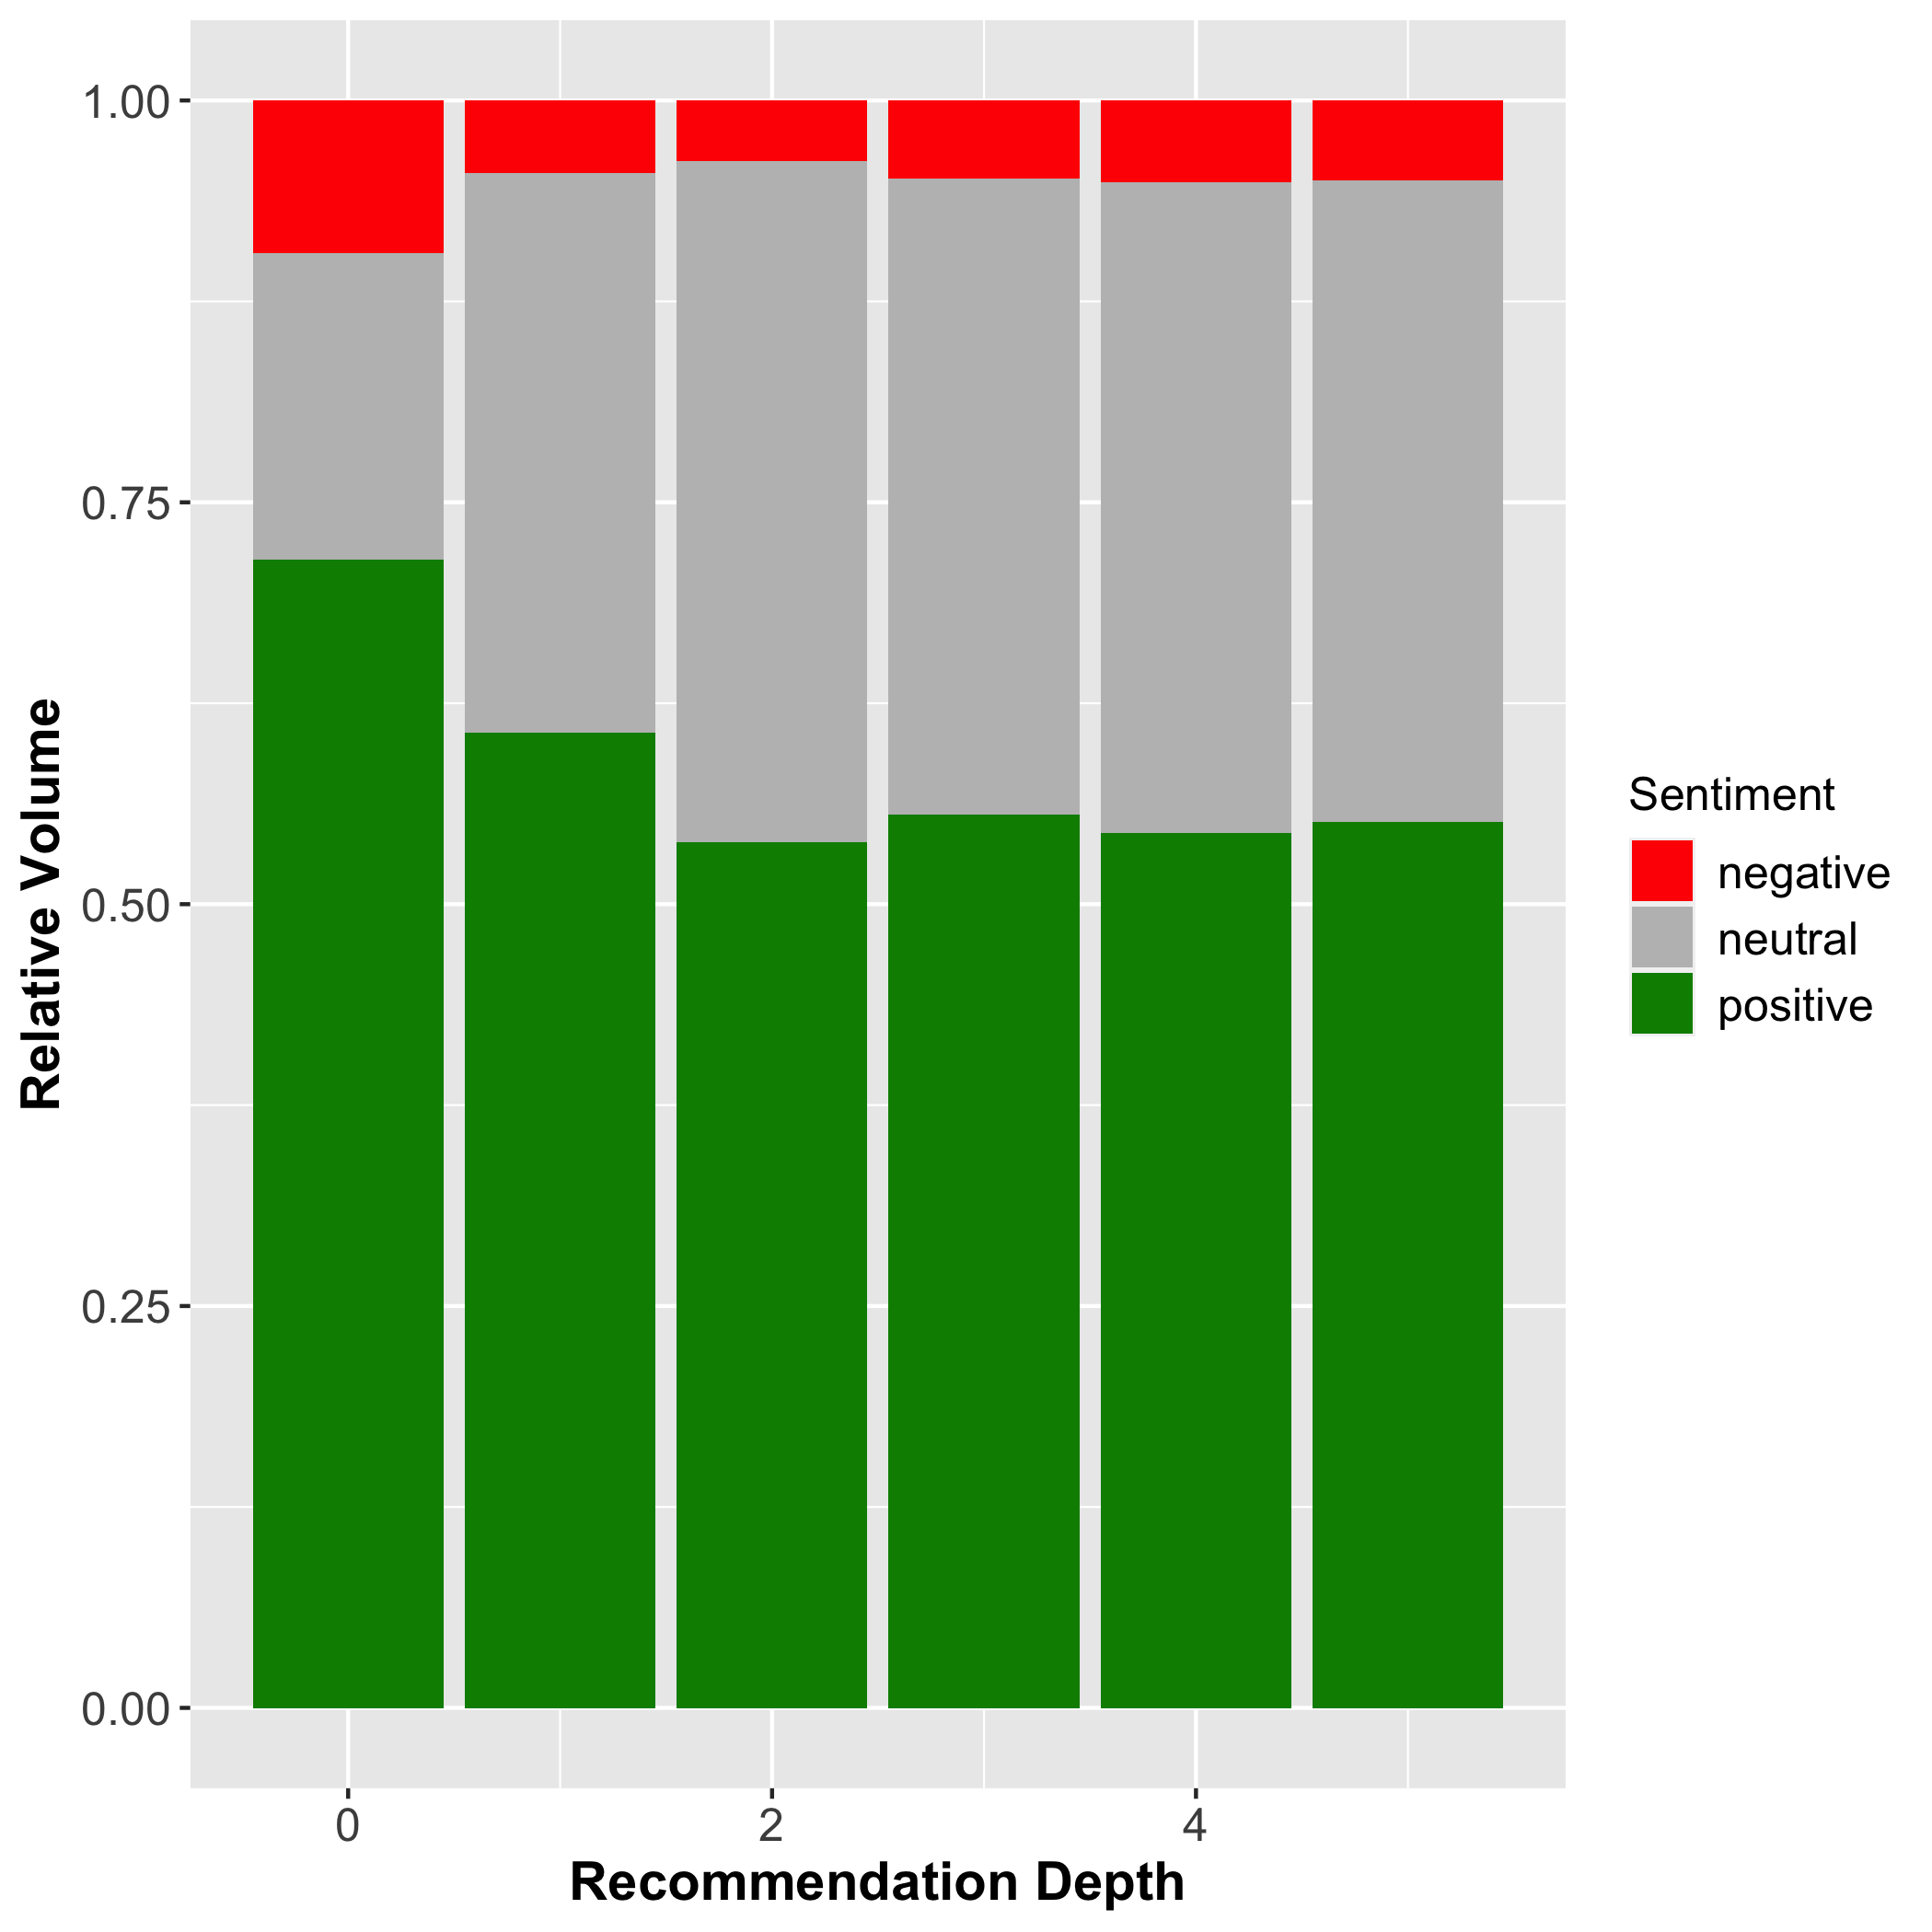 1.00
0.75
0.50
0.25
0.00
Relative Volume
0 2 4
Recommendation Depth
Sentiment
negative
neutral
positive